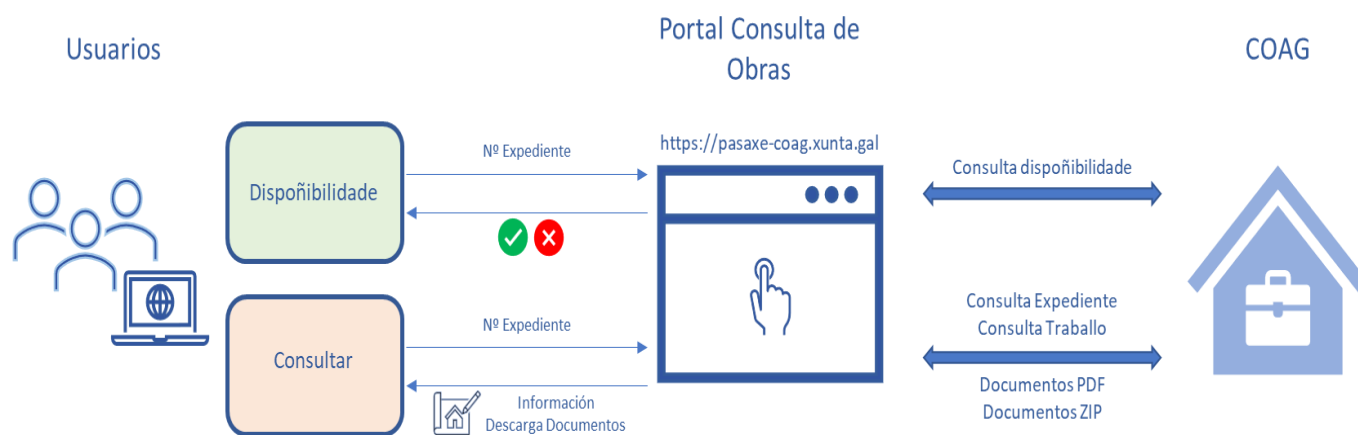 Usuarios
Portal Consulta de
Obras
COAG
https://pasaxe-coag.xunta.gal
Dispoñibilidade
Nº Expediente
Consulta dispoñibilidade
Consultar
Nº Expediente
Información
Descarga Documentos
Consulta Expediente
Consulta Traballo
Documentos PDF
Documentos ZIP